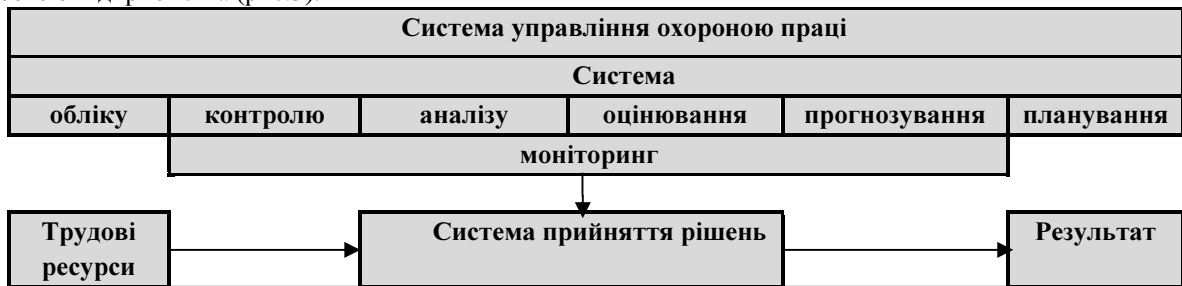 Система управління охороною праці
Система
обліку контролю аналізу оцінювання прогнозування планування
моніторинг
Трудові ресурси Система прийняття рішень Результат